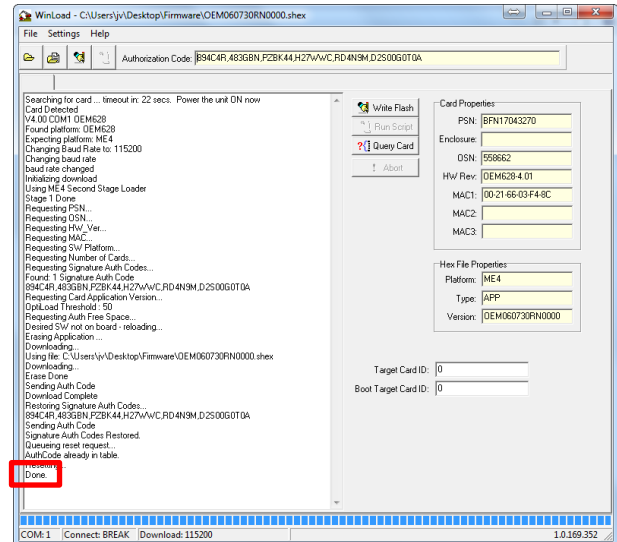 WinLoad - C:\Users\jv\Desktop\Firmware\OEM060730RN0000.shex
File Settings Help
Authorization Code: B94C4R,483GBN,PZBK44,H27WWC,RD4N9M,D2S00G0T0A
Searching for card ... timeout in: 22 secs. Power the unit ON now
Card Detected
V4.00 COM1 OEM628
Found platform: OEM628
Expecting platform: ME4
Changing Baud Rate to: 115200
Changing baud rate
baud rate changed
Initializing download
Using ME4 Second Stage Loader
Stage 1 Done
Requesting PSN...
Requesting OSN...
Requesting HW_Ver...
Requesting MAC...
Requesting SW Platform...
Requesting Number of Cards...
Requesting Signature Auth Codes...
Found: 1 Signature Auth Code
894C4R,483GBN,PZBK44,H27WWC,RD4N9M,D2S00G0T0A
Requesting Card Application Version...
OptiLoad Threshold : 50
Requesting Auth Free Space...
Desired SW not on board - reloading...
Erasing Application ...
Downloading...
Using file: C:\Users\jv\Desktop\Firmware\OEM060730RN0000.shex
Downloading...
Erase Done
Sending Auth Code
Download Complete
Restoring Signature Auth Codes...
894C4R,483GBN,PZBK44,H27WWC,RD4N9M,D2S00G0T0A
Sending Auth Code
Signature Auth Codes Restored.
Queueing reset request...
AuthCode already in table.
Resetting...
Done.
Write Flash
Run Script
Query Card
Abort
Card Properties
PSN: BFN17043270
Enclosure:
OSN: 558662
HW Rev: OEM628-4.01
MAC1: 00-21-66-03-F4-8C
MAC2:
MAC3:
Hex File Properties
Platform: ME4
Type: APP
Version: OEM060730RN0000
Target Card ID: 0
Boot Target Card ID: 0
COM: 1 Connect: BREAK Download: 115200 1.0.169.352